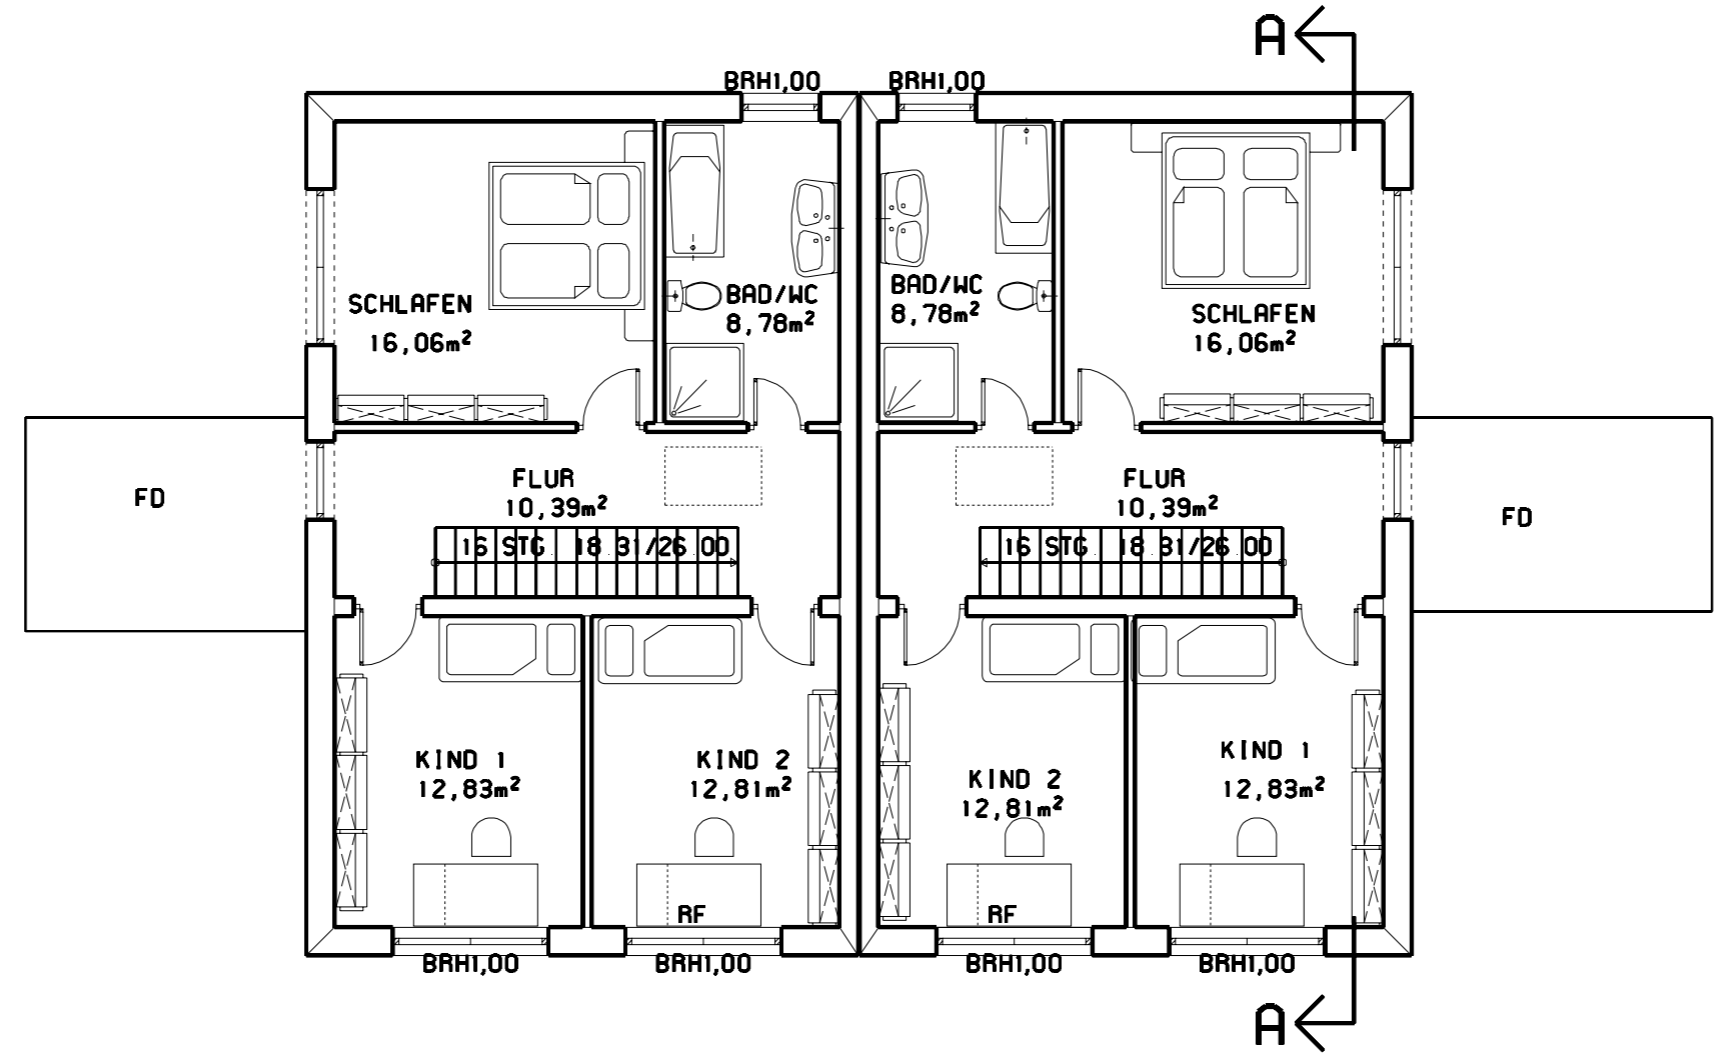 A
BRH1,00
BRH1,00
SCHLAFEN
16,06m²
BAD/WC
8,78m²
BAD/WC
8,78m²
SCHLAFEN
16,06m²
FD
FLUR
10,39m²
16 STG. 18.31/26.00
FLUR
10,39m²
16 STG. 18.31/26.00
FD
KIND 1
12,83m²
KIND 2
12,81m²
KIND 2
12,81m²
KIND 1
12,83m²
RF
RF
BRH1,00
BRH1,00
BRH1,00
BRH1,00
A